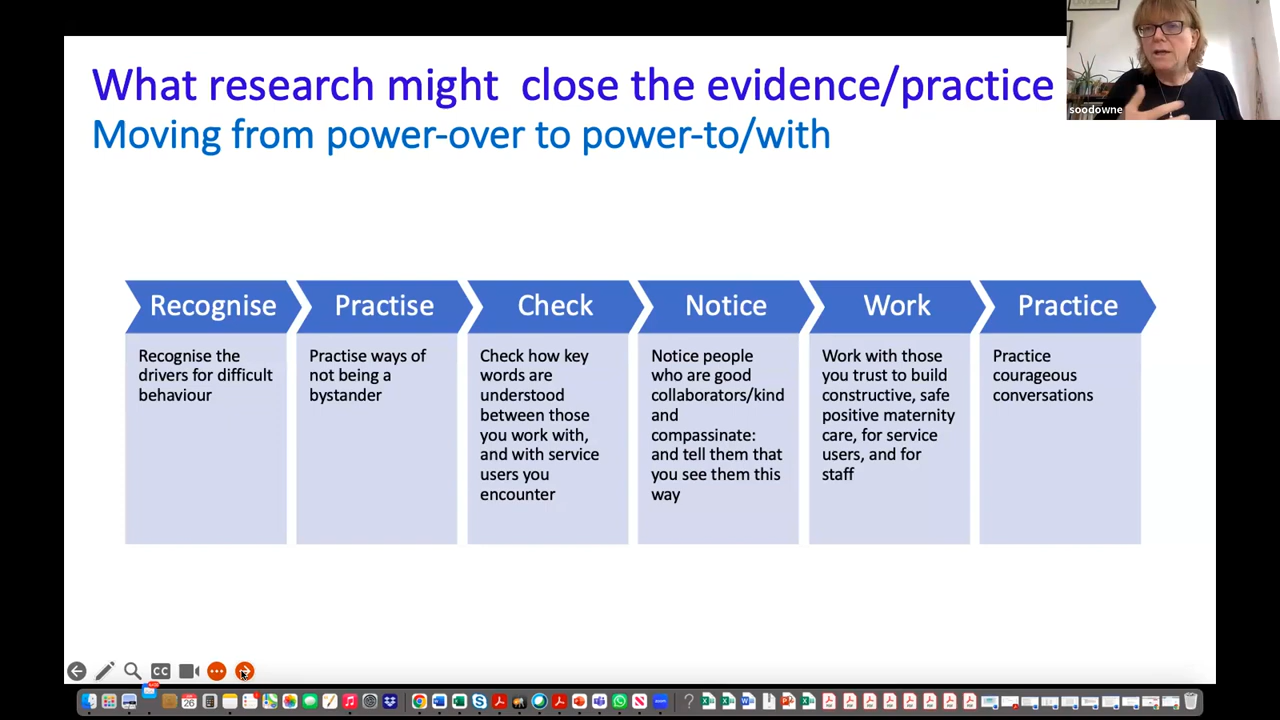 What research might close the evidence/practice
Moving from power-over to power-to/with
soodowne
Recognise
Recognise the
drivers for difficult
behaviour
Practise
Practise ways of
not being a
bystander
Check
Check how key
words are
understood
between those
you work with,
and with service
users you
encounter
Notice
Notice people
who are good
collaborators/kind
and
compassinate:
and tell them that
you see them this
way
Work
Work with those
you trust to build
constructive, safe
positive maternity
care, for service
users, and for
staff
Practice
Practice
courageous
conversations
CC
26